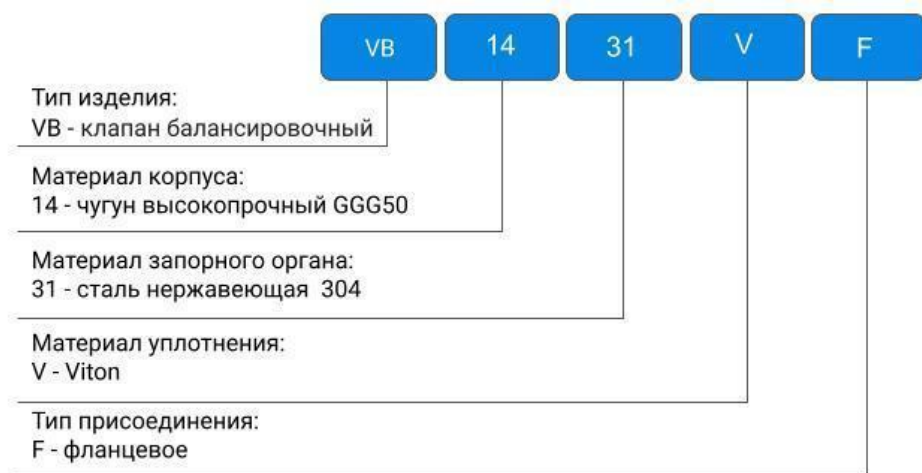 VB 14 31 V F
Тип изделия:
VB - клапан балансировочный
Материал корпуса:
14 - чугун высокопрочный GGG50
Материал запорного органа:
31 - сталь нержавеющая 304
Материал уплотнения:
V - Viton
Тип присоединения:
F - фланцевое